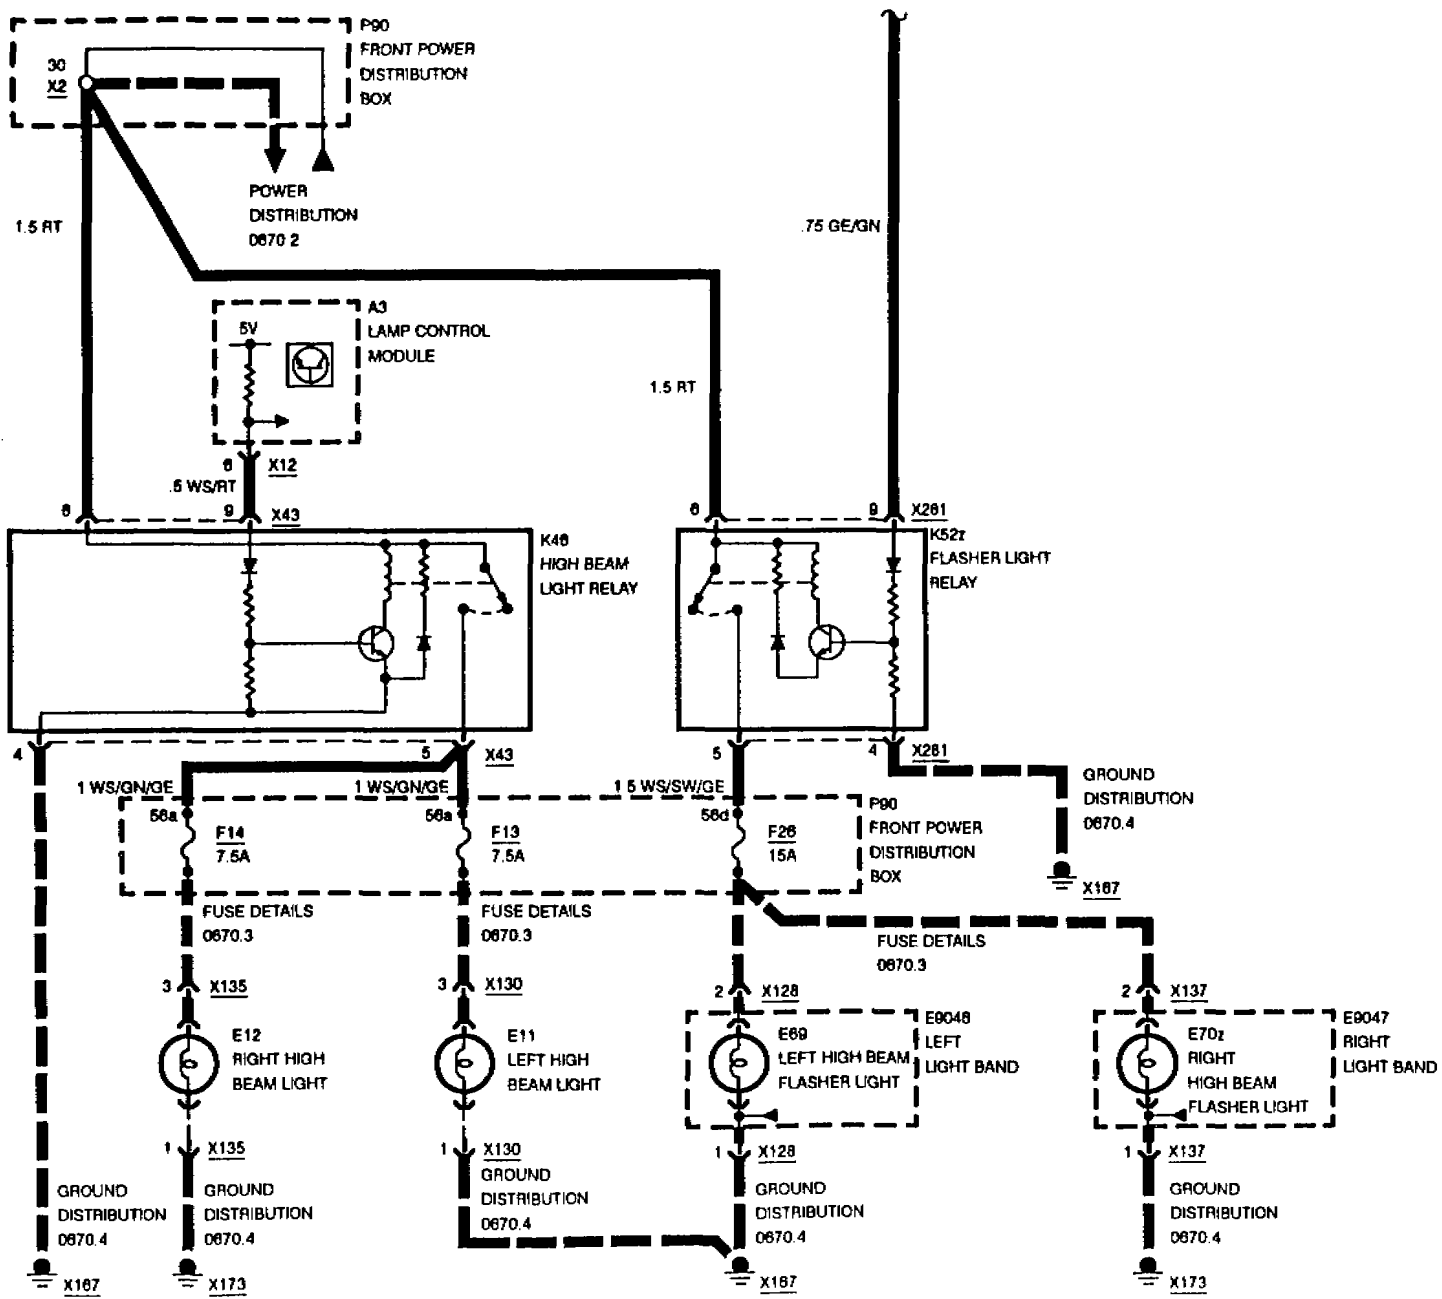 P90
FRONT POWER
DISTRIBUTION
BOX
30
X2
POWER
DISTRIBUTION
0670 2
1.5 RT
.75 GE/GN
A3
LAMP CONTROL
MODULE
5V
1.5 RT
6
X12
.5 WS/RT
6
9
X43
6
9
X261
K46
HIGH BEAM
LIGHT RELAY
K52z
FLASHER LIGHT
RELAY
4
5
X43
5
4
X261
1 WS/GN/GE
1 WS/GN/GE
1 5 WS/SW/GE
GROUND
DISTRIBUTION
0670.4
X167
56a
F14
7.5A
56a
F13
7.5A
56d
F26
15A
P90
FRONT POWER
DISTRIBUTION
BOX
FUSE DETAILS
0670.3
FUSE DETAILS
0670.3
FUSE DETAILS
0670.3
3
X135
3
X130
2
X128
2
X137
E12
RIGHT HIGH
BEAM LIGHT
E11
LEFT HIGH
BEAM LIGHT
E69
LEFT HIGH BEAM
FLASHER LIGHT
E9046
LEFT
LIGHT BAND
E70z
RIGHT
HIGH BEAM
FLASHER LIGHT
E9047
RIGHT
LIGHT BAND
1
X135
1
X130
1
X128
1
X137
GROUND
DISTRIBUTION
0670.4
X167
GROUND
DISTRIBUTION
0670.4
X173
GROUND
DISTRIBUTION
0670.4
GROUND
DISTRIBUTION
0670.4
X167
GROUND
DISTRIBUTION
0670.4
X173